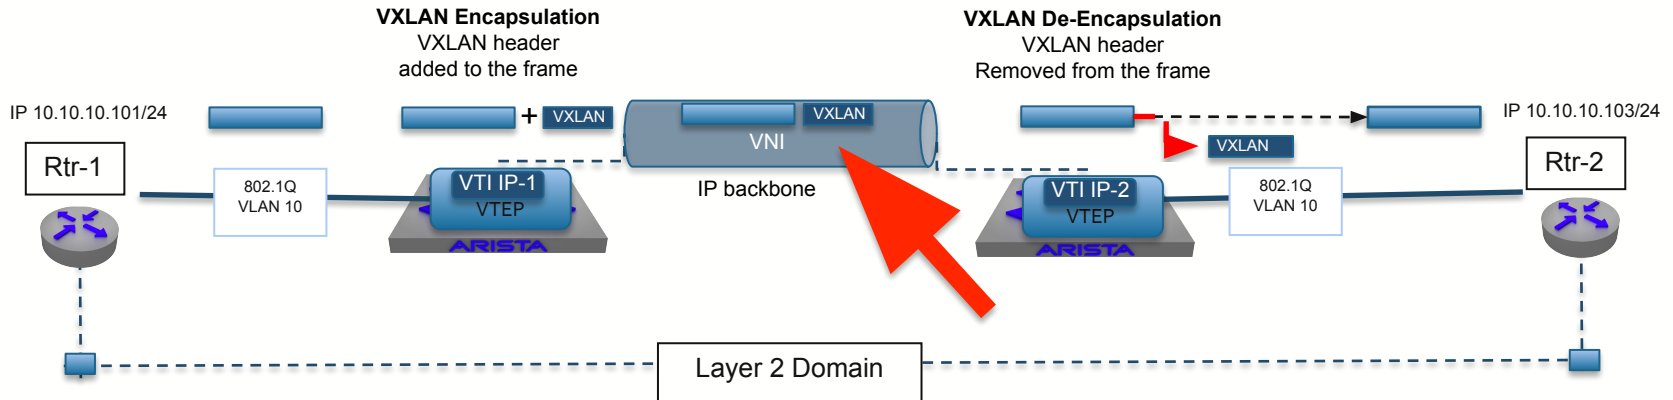 VXLAN Encapsulation
VXLAN header
added to the frame
VXLAN De-Encapsulation
VXLAN header
Removed from the frame
IP 10.10.10.101/24
+
VXLAN
VXLAN
VNI
IP 10.10.10.103/24
VXLAN
Rtr-1
802.1Q
VLAN 10
VTI IP-1
VTEP
ARISTA
IP backbone
VTI IP-2
VTEP
ARISTA
802.1Q
VLAN 10
Rtr-2
Layer 2 Domain